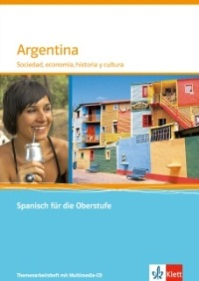 Argentina
Sociedad, economía, historia y cultura
Spanisch für die Oberstufe
Themenarbeitsheft mit Multimedia-CD
Klett